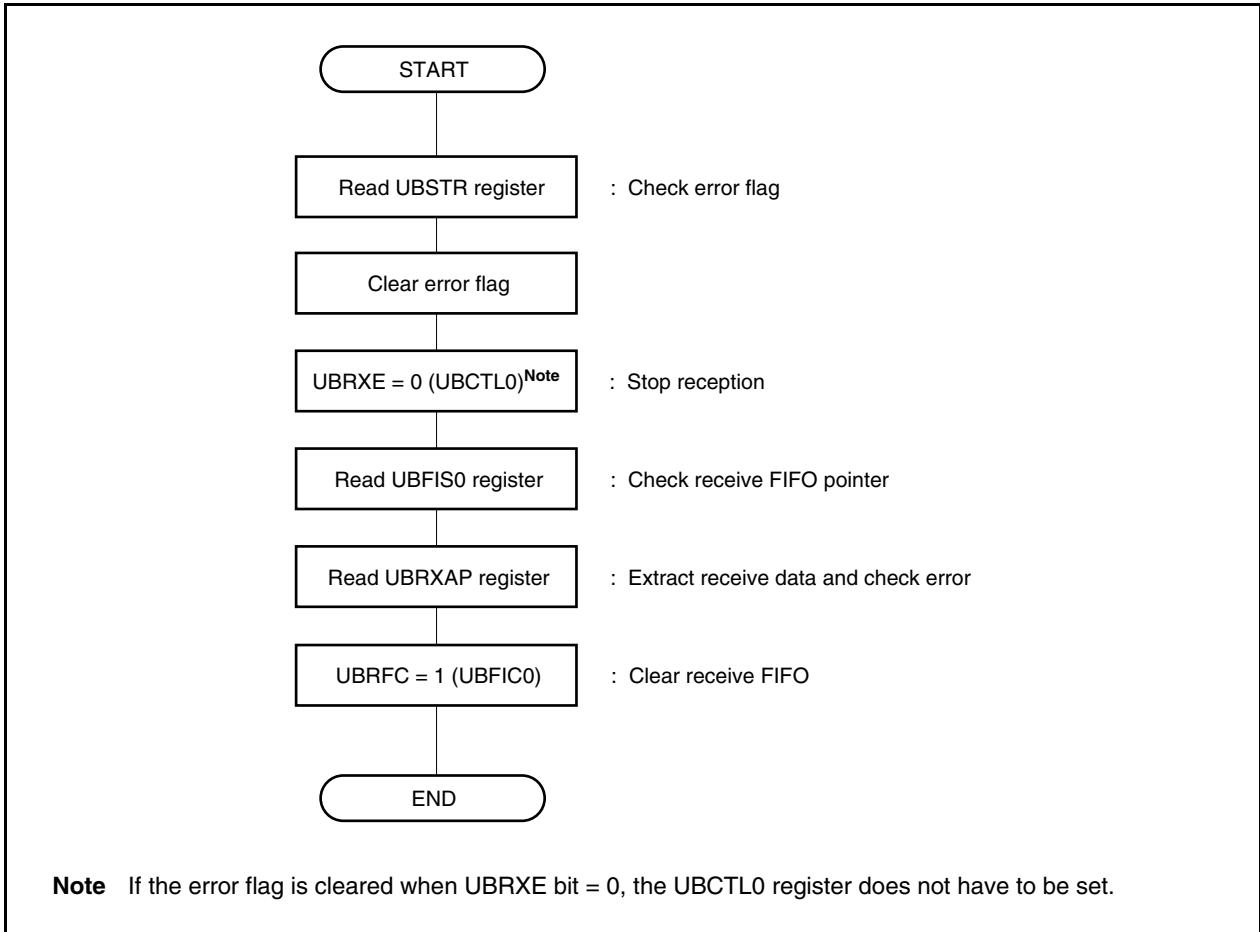 START
Read UBSTR register : Check error flag
Clear error flag
UBRXE = 0 (UBCTL0)Note : Stop reception
Read UBFIS0 register : Check receive FIFO pointer
Read UBRXAP register : Extract receive data and check error
UBRFC = 1 (UBFIC0) : Clear receive FIFO
END
Note If the error flag is cleared when UBRXE bit = 0, the UBCTL0 register does not have to be set.